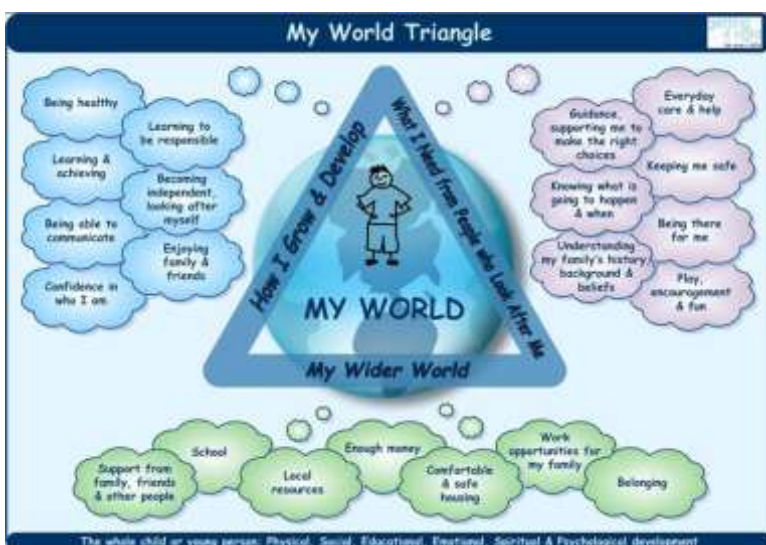 My World Triangle
Being healthy
Learning to
be responsible
Learning &
achieving
Becoming
independent,
looking after
myself
Being able to
communicate
Enjoying
family &
friends
Confidence in
who I am
How I Grow & Develop
What I Need from People who Look After Me
MY WORLD
My Wider World
Everyday
care & help
Guidance,
supporting me to
make the right
choices
Keeping me safe
Knowing what is
going to happen
& when
Being there
for me
Understanding
my family's history,
background &
beliefs
Play,
encouragement
& fun
Support from
family, friends
& other people
School
Local
resources
Enough money
Comfortable
& safe
housing
Work
opportunities for
my family
Belonging
The whole child or young person: Physical, Social, Educational, Emotional, Spiritual & Psychological development